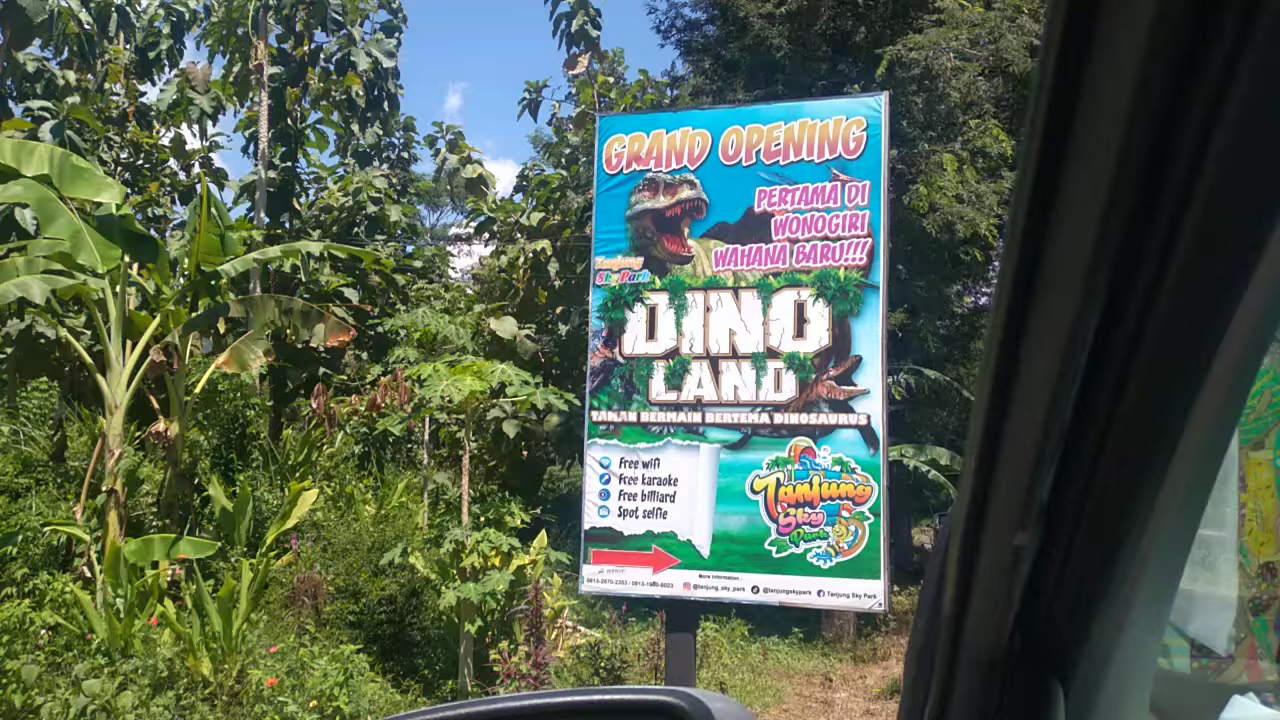 GRAND OPENING
PERTAMA DI
WONOGIRI
WAHANA BARU!!!
Tanjung
Sky Park
DINO
LAND
TAMAN BERMAIN BERTEMA DINOSAURUS
Free wifi
Free karaoke
Free billiard
Spot selfie
Tanjung
Sky
Park
More information :
@tanjung_sky_park @tanjungskypark Tanjung Sky Park